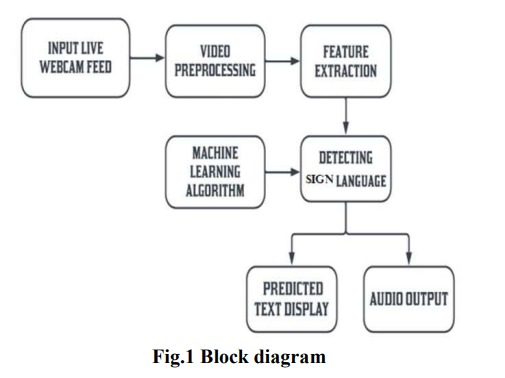 INPUT LIVE
WEBCAM FEED
VIDEO
PREPROCESSING
FEATURE
EXTRACTION
MACHINE
LEARNING
ALGORITHM
DETECTING
SIGN LANGUAGE
PREDICTED
TEXT DISPLAY
AUDIO OUTPUT
Fig.1 Block diagram